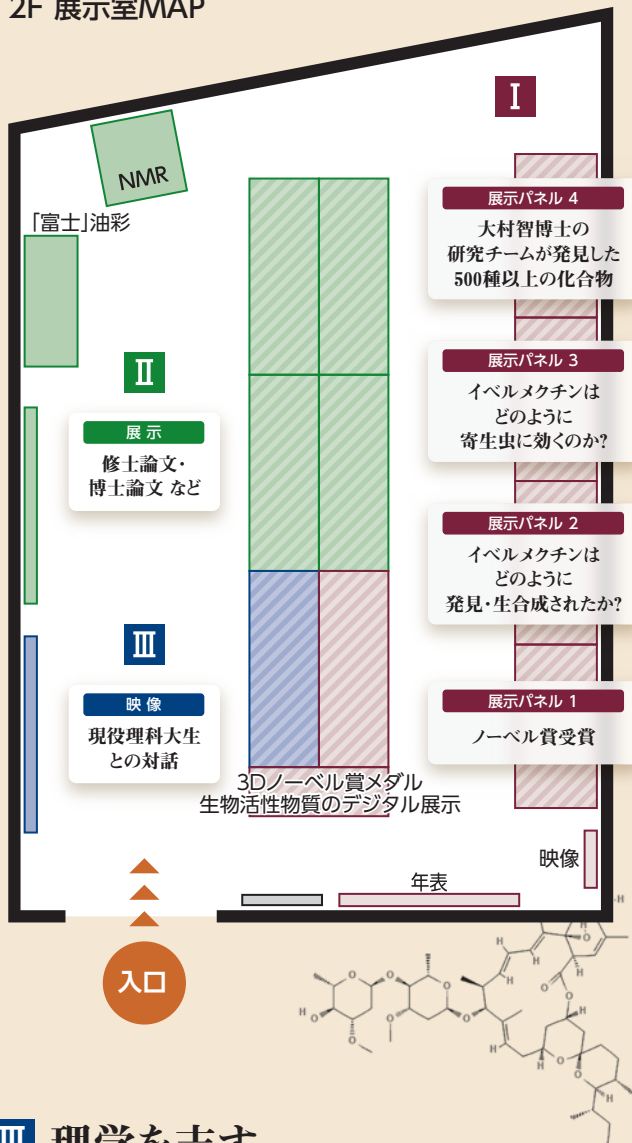 2F 展示室MAP
I
NMR
「富士」油彩
展示パネル 4
大村智博士の
研究チームが発見した
500種以上の化合物
展示パネル 3
イベルメクチンは
どのように
寄生虫に効くのか?
II
展示
修士論文・
博士論文 など
展示パネル 2
イベルメクチンは
どのように
発見・生合成されたか?
III
映像
現役理科大生
との対話
展示パネル 1
ノーベル賞受賞
3Dノーベル賞メダル
生物活性物質のデジタル展示
映像
年表
入口
III 理学を志す